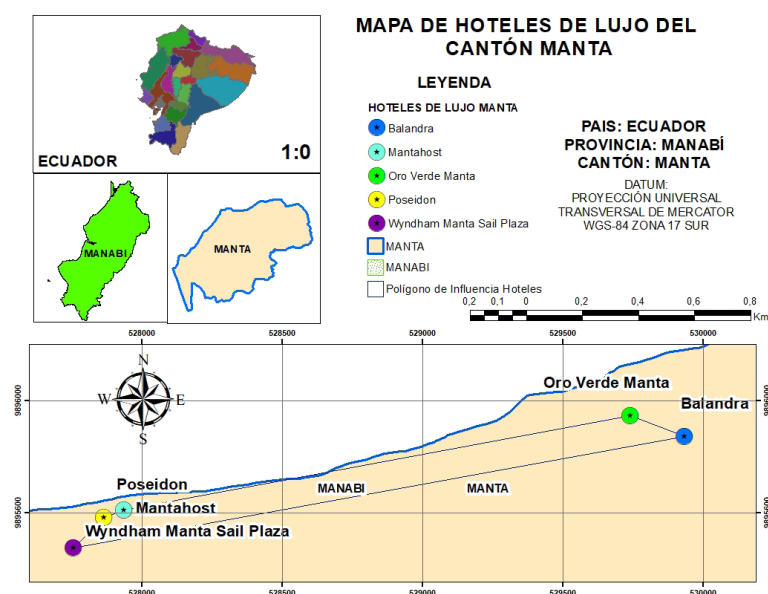 MAPA DE HOTELES DE LUJO DEL
CANTÓN MANTA
ECUADOR
1:0
MANABI
MANTA
LEYENDA
HOTELES DE LUJO MANTA
Balandra
Mantahost
Oro Verde Manta
Poseidon
Wyndham Manta Sail Plaza
MANTA
MANABI
Polígono de Influencia Hoteles
PAIS: ECUADOR
PROVINCIA: MANABÍ
CANTÓN: MANTA
DATUM:
PROYECCIÓN UNIVERSAL
TRANSVERSAL DE MERCATOR
WGS-84 ZONA 17 SUR
0,2 0,1 0 0,2 0,4 0,6 0,8
Km
528000 528500 529000 529500 530000
N
W E
S
9896000 9896000
Oro Verde Manta
Balandra
Poseidon
MANABI MANTA
Mantahost
9895600 9895600
Wyndham Manta Sail Plaza
528000 528500 529000 529500 530000